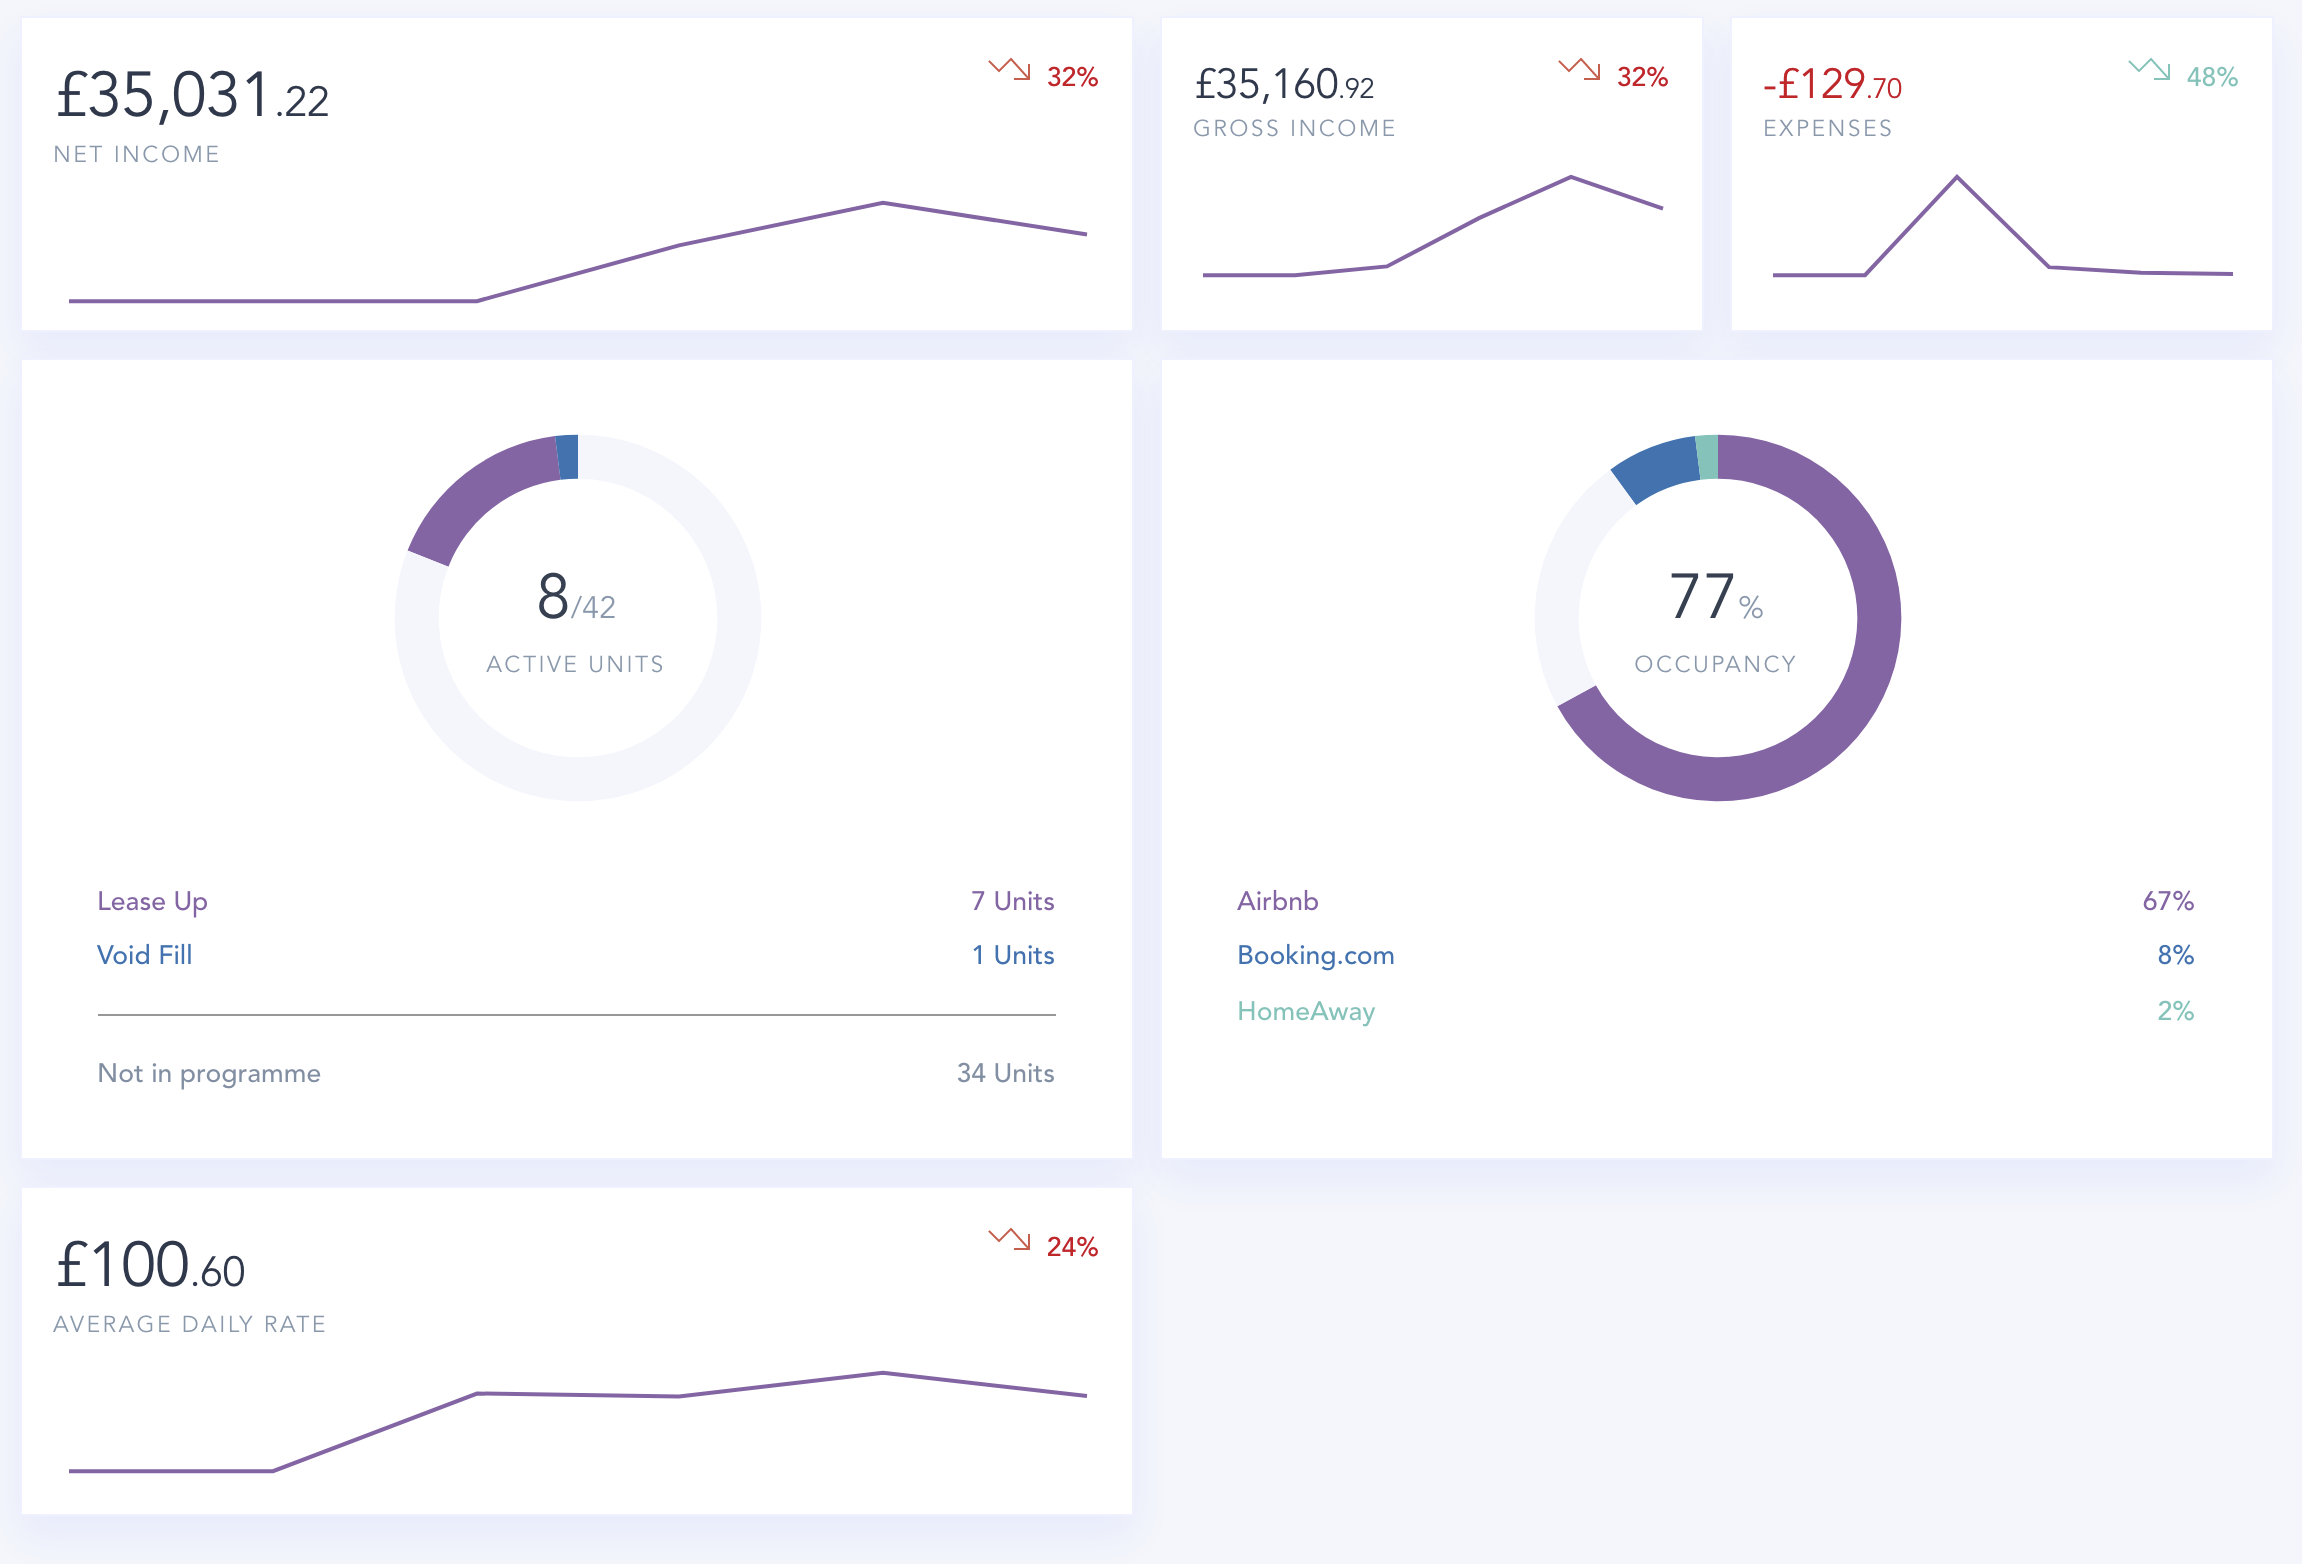 £35,031.22
32%
NET INCOME
£35,160.92
32%
GROSS INCOME
-£129.70
48%
EXPENSES
8/42
ACTIVE UNITS
Lease Up 7 Units
Void Fill 1 Units
Not in programme 34 Units
77%
OCCUPANCY
Airbnb 67%
Booking.com 8%
HomeAway 2%
£100.60
24%
AVERAGE DAILY RATE